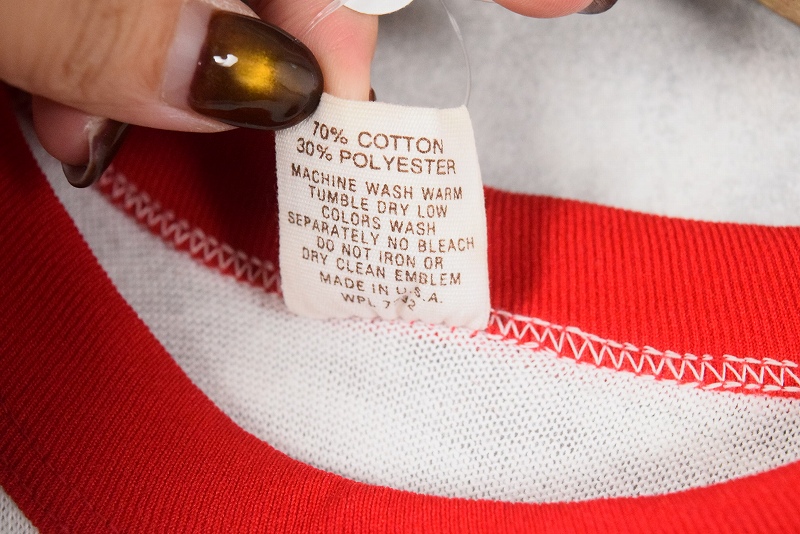 70% COTTON
30% POLYESTER
MACHINE WASH WARM
TUMBLE DRY LOW
COLORS WASH
SEPARATELY NO BLEACH
DO NOT IRON OR
DRY CLEAN EMBLEM
MADE IN U.S.A.
WPL